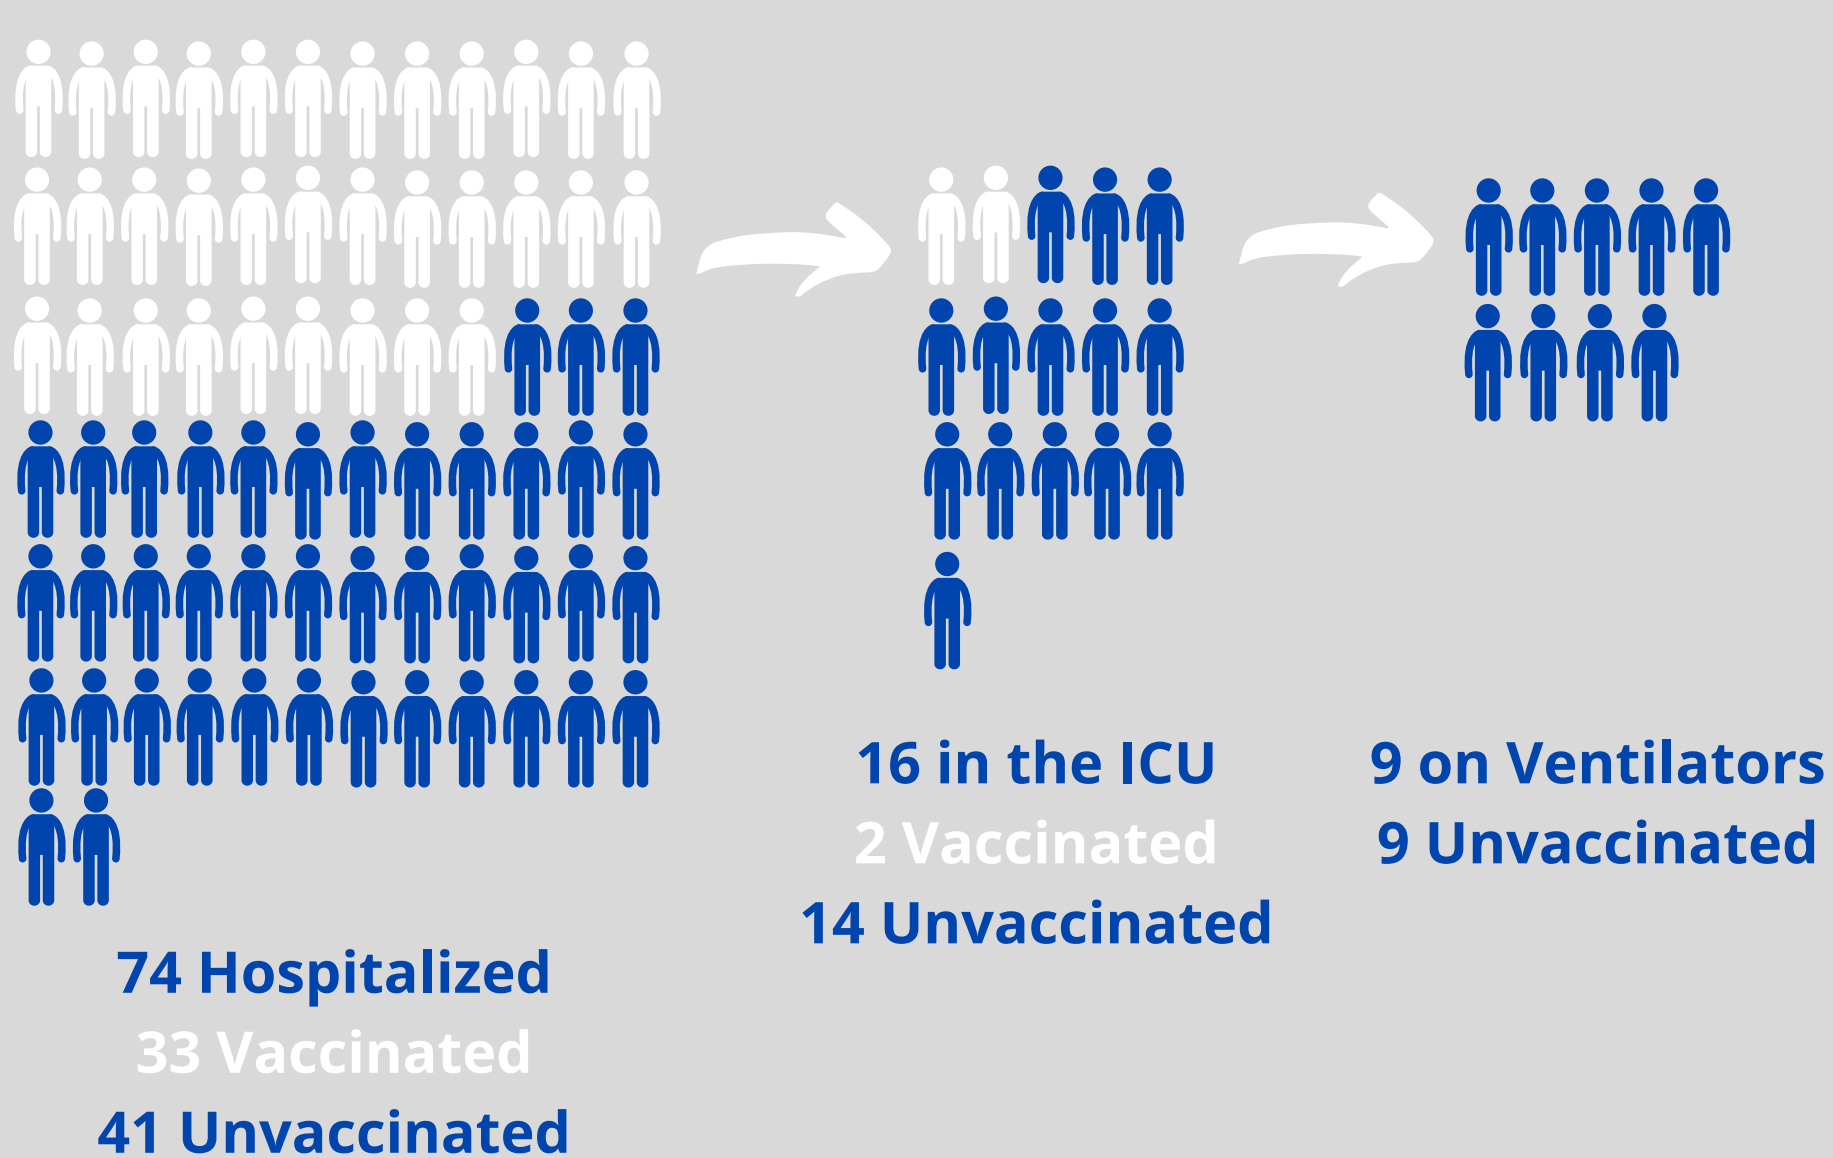 74 Hospitalized
33 Vaccinated
41 Unvaccinated
16 in the ICU
2 Vaccinated
14 Unvaccinated
9 on Ventilators
9 Unvaccinated